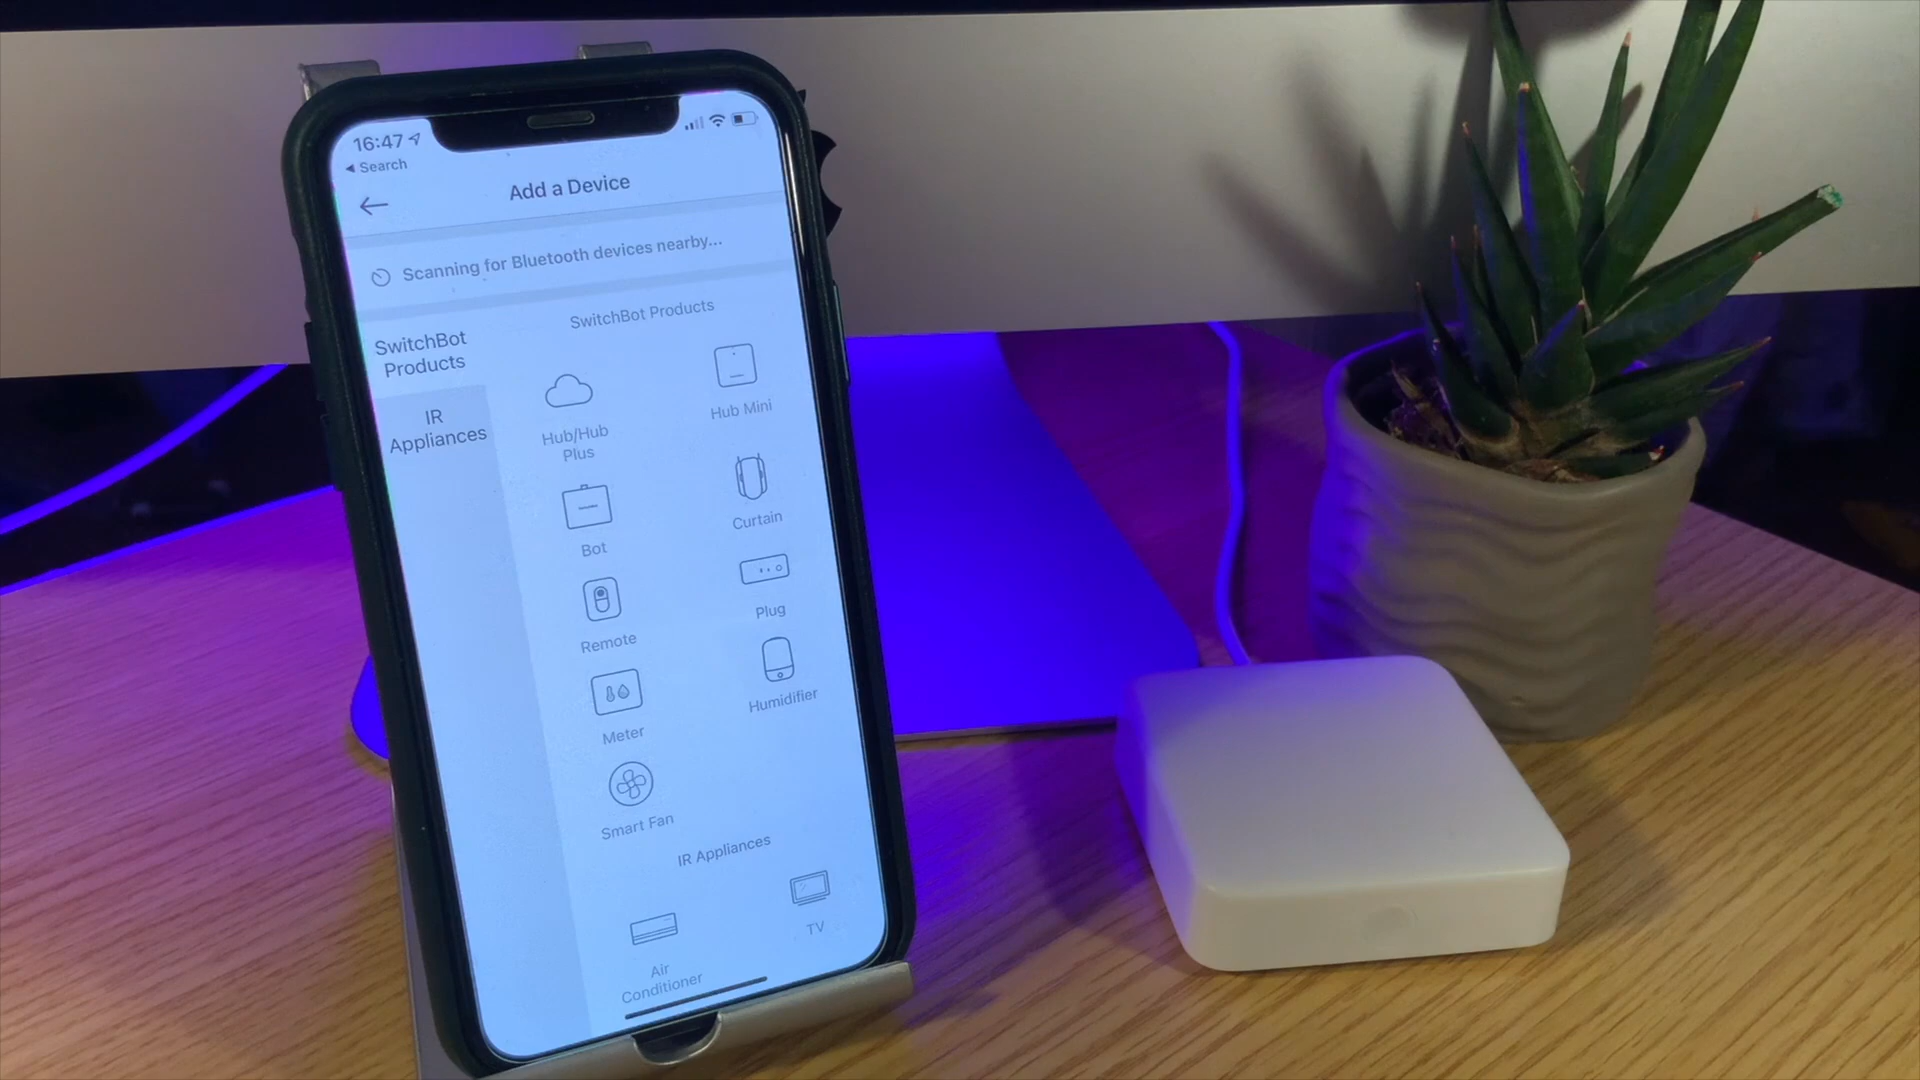 16:47
Search
Add a Device
Scanning for Bluetooth devices nearby...
SwitchBot
Products
IR
Appliances
SwitchBot Products
Hub/Hub
Plus
Hub Mini
Bot
Curtain
Remote
Plug
Meter
Humidifier
Smart Fan
IR Appliances
Air
Conditioner
TV